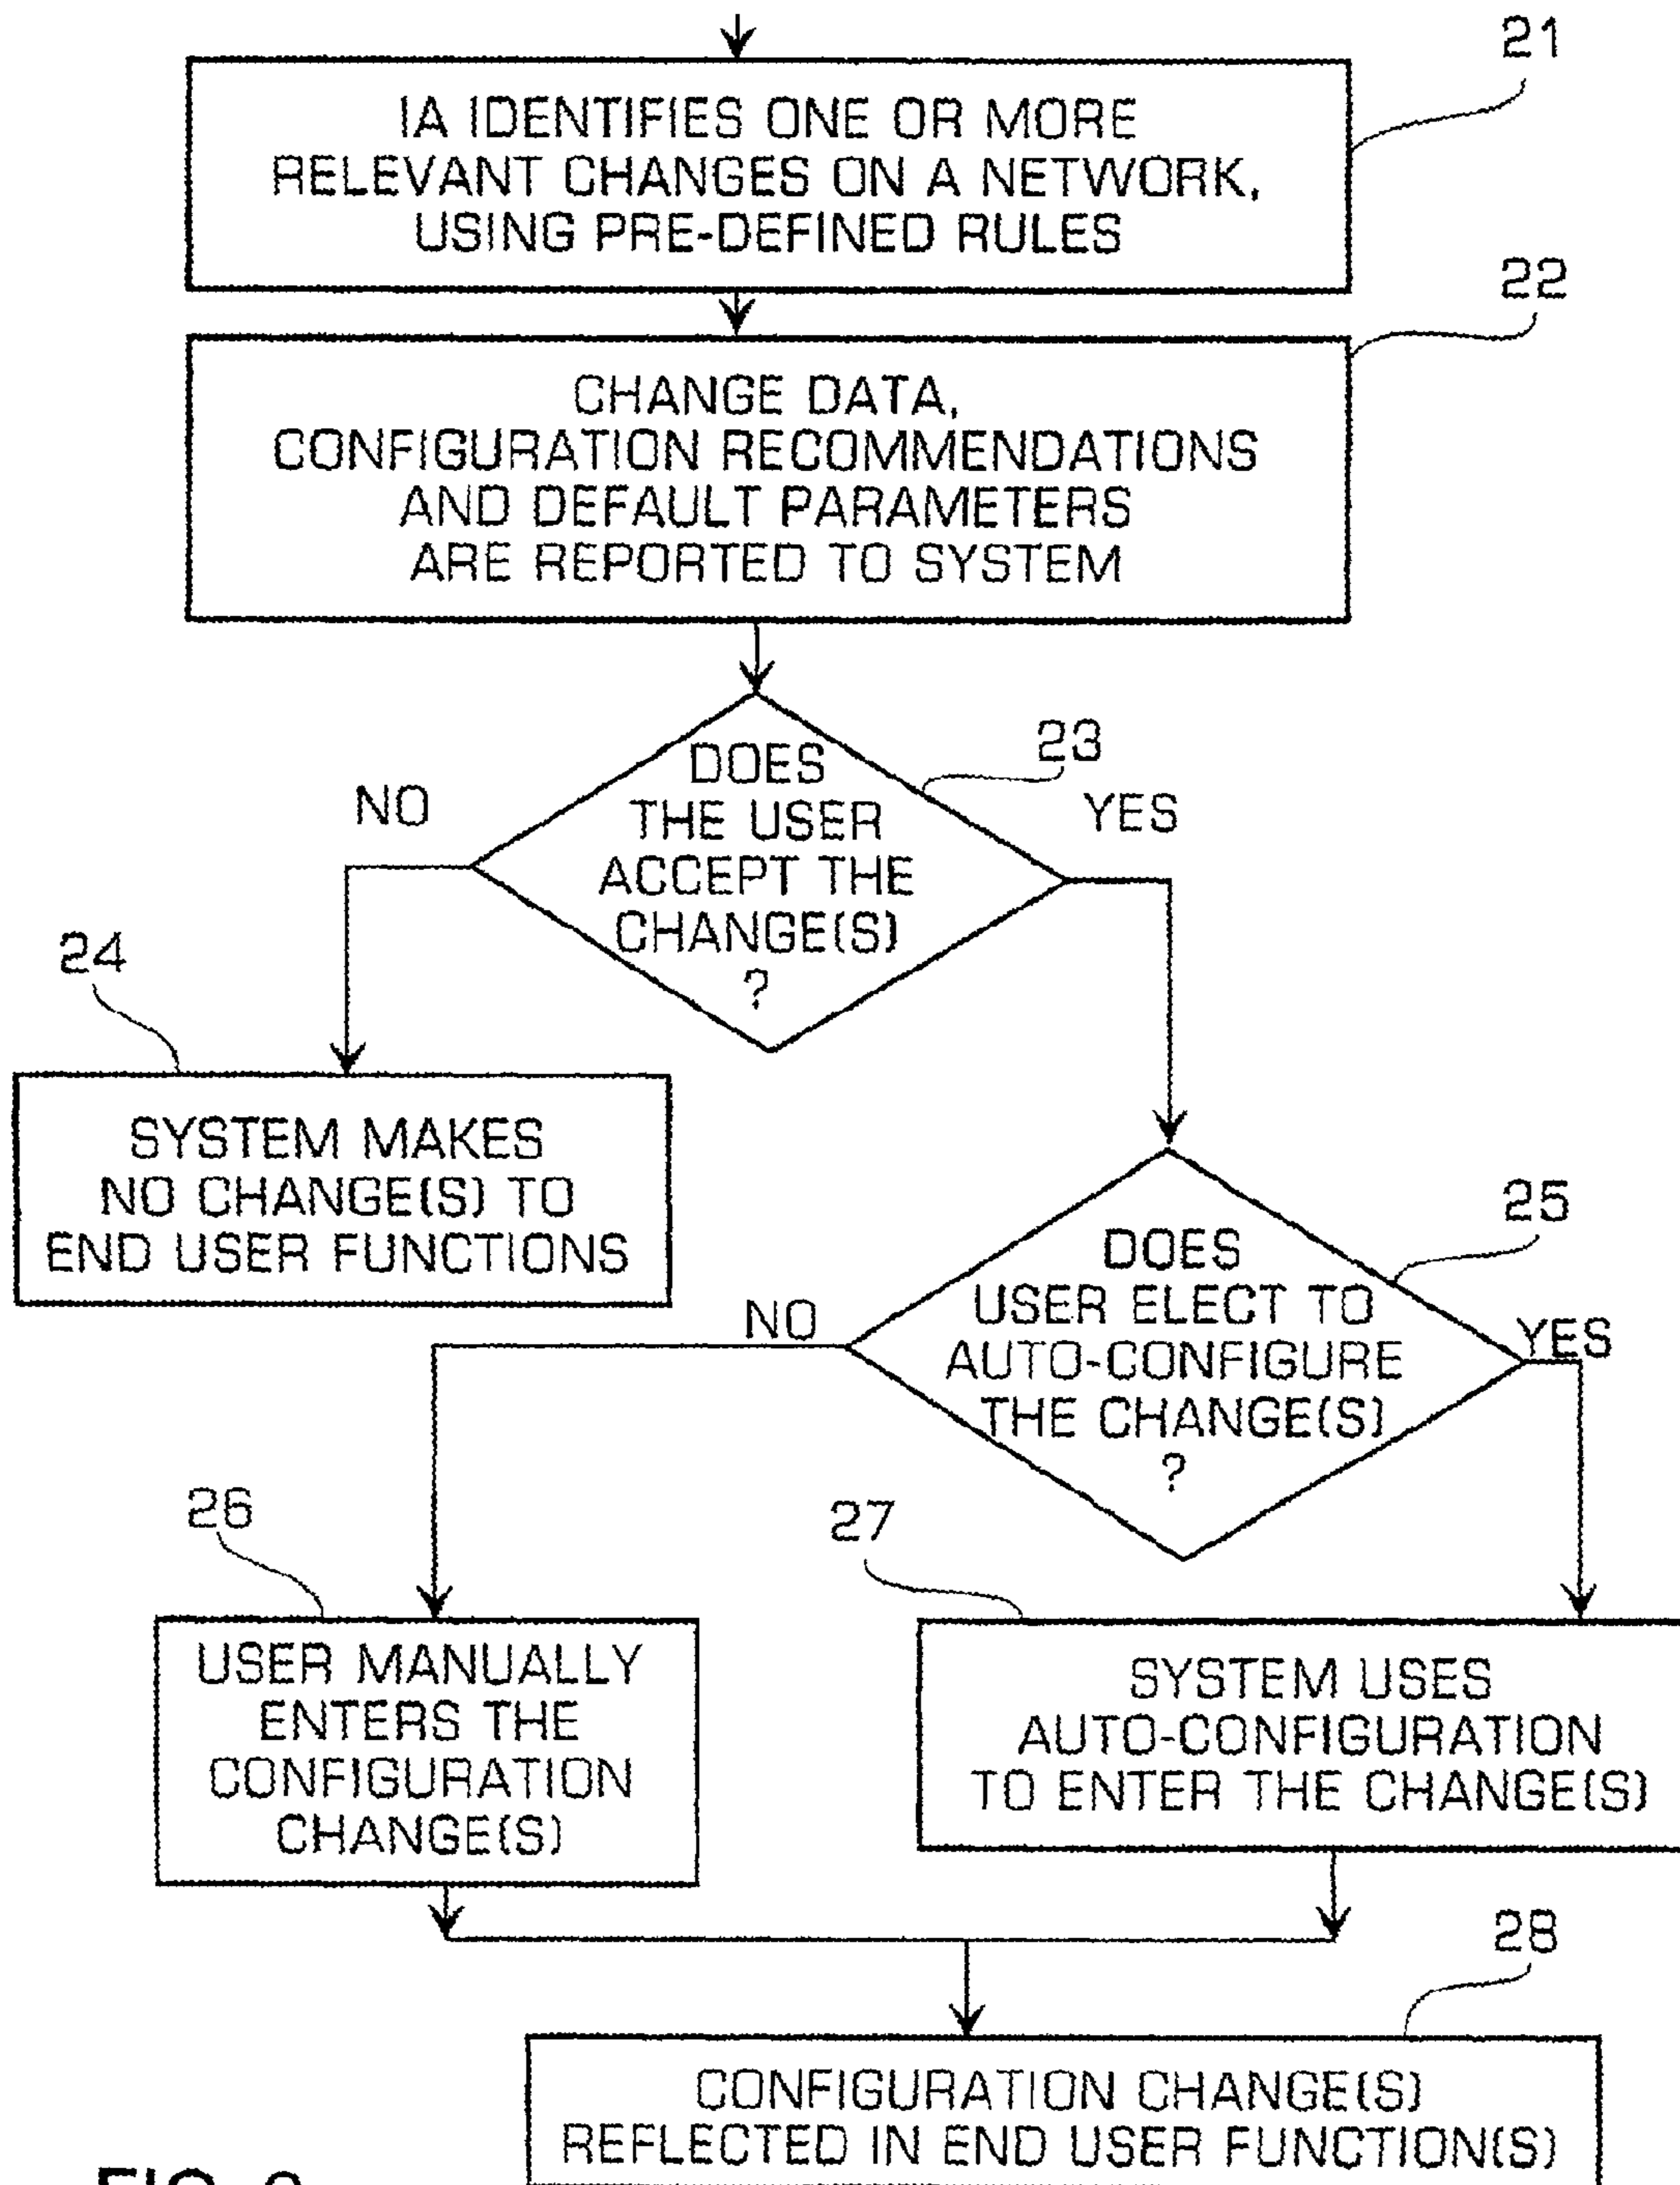 21
IA IDENTIFIES ONE OR MORE
RELEVANT CHANGES ON A NETWORK,
USING PRE-DEFINED RULES
22
CHANGE DATA,
CONFIGURATION RECOMMENDATIONS
AND DEFAULT PARAMETERS
ARE REPORTED TO SYSTEM
23
NO
YES
DOES
THE USER
ACCEPT THE
CHANGE(S)
?
24
SYSTEM MAKES
NO CHANGE(S) TO
END USER FUNCTIONS
25
NO
YES
DOES
USER ELECT TO
AUTO-CONFIGURE
THE CHANGE(S)
?
26
USER MANUALLY
ENTERS THE
CONFIGURATION
CHANGE(S)
27
SYSTEM USES
AUTO-CONFIGURATION
TO ENTER THE CHANGE(S)
28
CONFIGURATION CHANGE(S)
REFLECTED IN END USER FUNCTION(S)